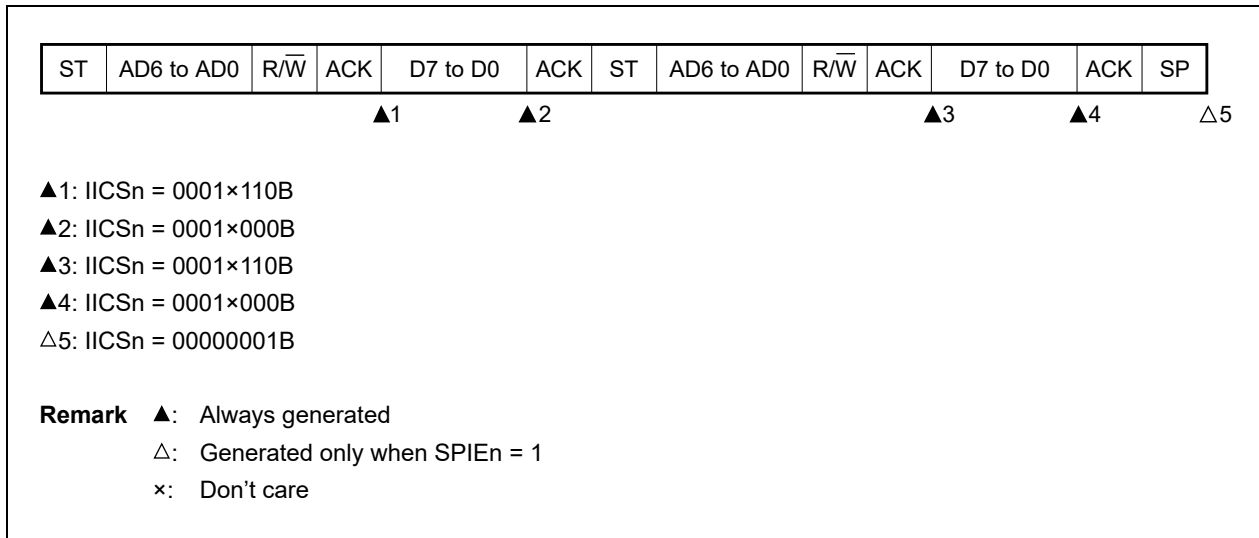 ST AD6 to AD0 R/W̅ ACK D7 to D0 ACK ST AD6 to AD0 R/W̅ ACK D7 to D0 ACK SP
▲1 ▲2 ▲3 ▲4 △5
▲1: IICSn = 0001×110B
▲2: IICSn = 0001×000B
▲3: IICSn = 0001×110B
▲4: IICSn = 0001×000B
△5: IICSn = 00000001B
Remark ▲: Always generated
△: Generated only when SPIEn = 1
×: Don't care